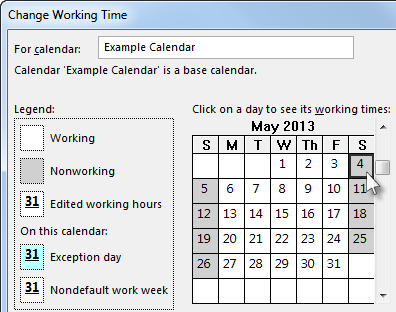 Change Working Time
For calendar: Example Calendar
Calendar 'Example Calendar' is a base calendar.
Legend:
Working
Nonworking
31 Edited working hours
On this calendar:
31 Exception day
31 Nondefault work week
Click on a day to see its working times:
May 2013
S M T W Th F S
1 2 3 4
5 6 7 8 9 10 11
12 13 14 15 16 17 18
19 20 21 22 23 24 25
26 27 28 29 30 31